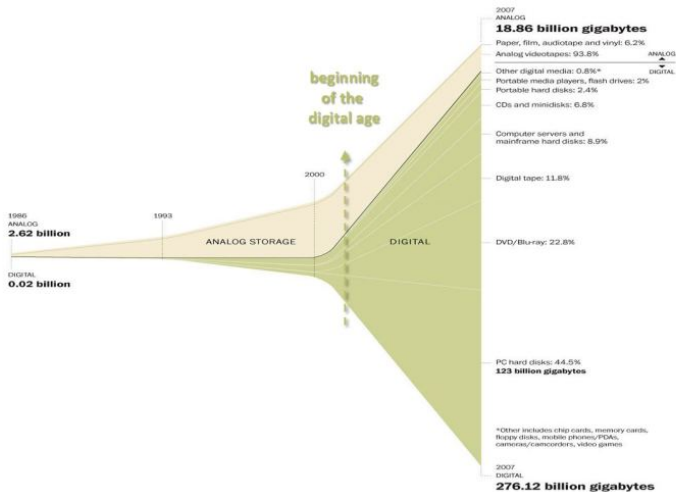 2007
ANALOG
18.86 billion gigabytes
Paper, film, audiotape and vinyl: 6.2%
Analog videotapes: 93.8%
ANALOG
DIGITAL
Other digital media: 0.8%*
Portable media players, flash drives: 2%
Portable hard disks: 2.4%
CDs and minidisks: 6.8%
Computer servers and
mainframe hard disks: 8.9%
Digital tape: 11.8%
DVD/Blu-ray: 22.8%
PC hard disks: 44.5%
123 billion gigabytes
*Other includes chip cards, memory cards,
floppy disks, mobile phones/PDAs,
cameras/camcorders, video games
2007
DIGITAL
276.12 billion gigabytes
beginning
of the
digital age
2000
1993
1986
ANALOG
2.62 billion
ANALOG STORAGE
DIGITAL
DIGITAL
0.02 billion